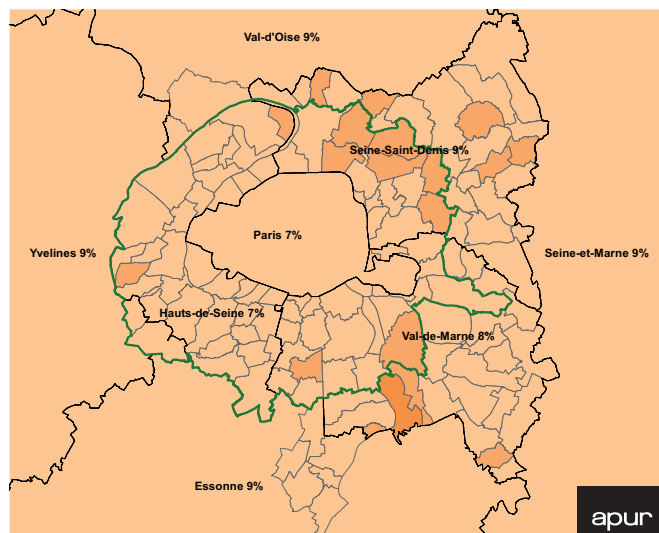 Val-d'Oise 9%
Seine-Saint-Denis 9%
Paris 7%
Yvelines 9%
Seine-et-Marne 9%
Hauts-de-Seine 7%
Val-de-Marne 8%
Essonne 9%
apur